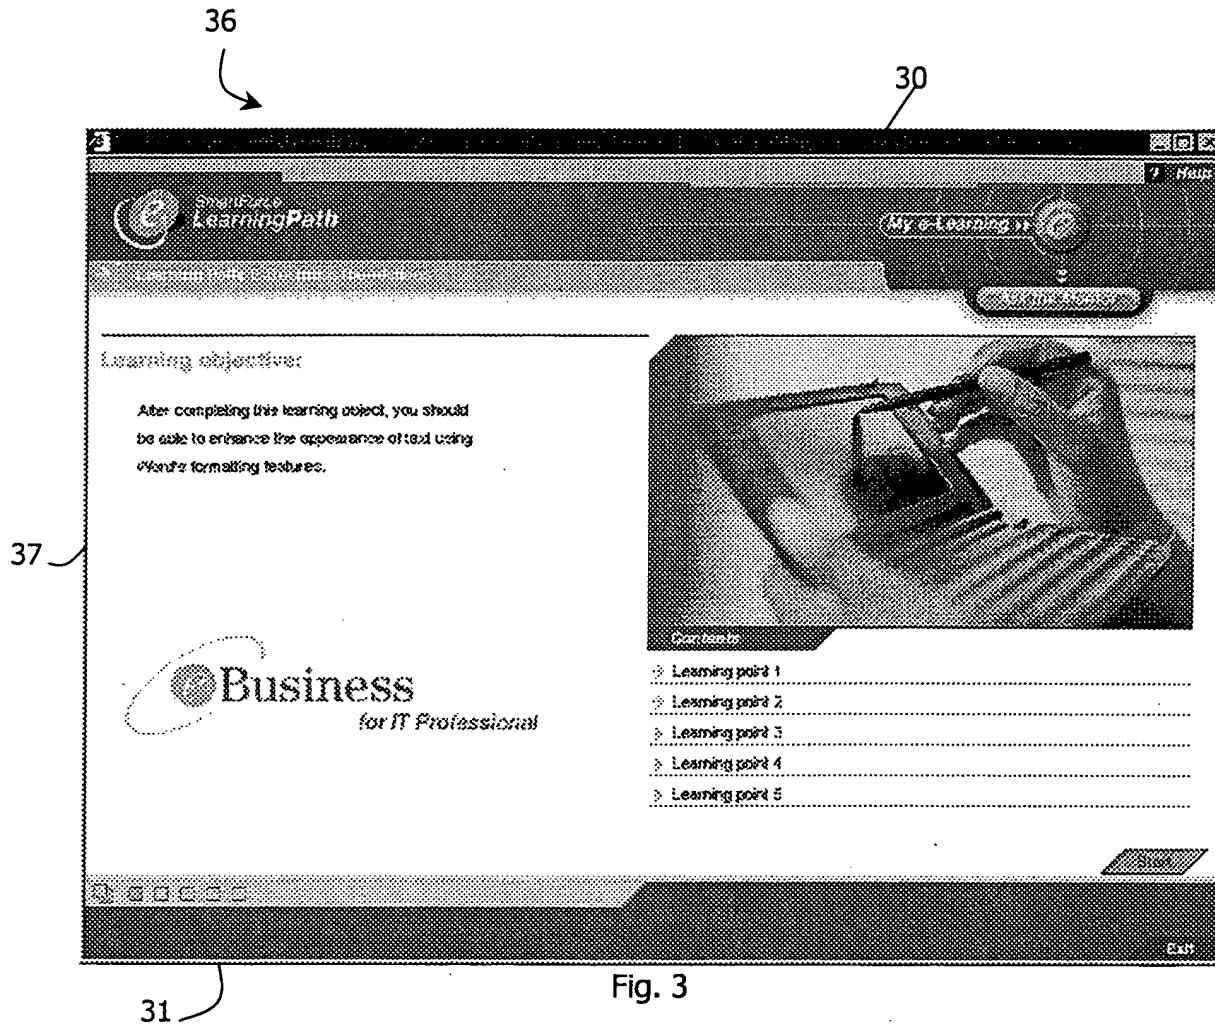 36
30
? Help
SmartForce
LearningPath
My e-Learning »
Learning objective:
After completing this learning object, you should
be able to enhance the appearance of text using
Word's formatting features.
37
e Business
for IT Professional
Contents
Learning point 1
Learning point 2
Learning point 3
Learning point 4
Learning point 5
Start
Exit
Fig. 3
31